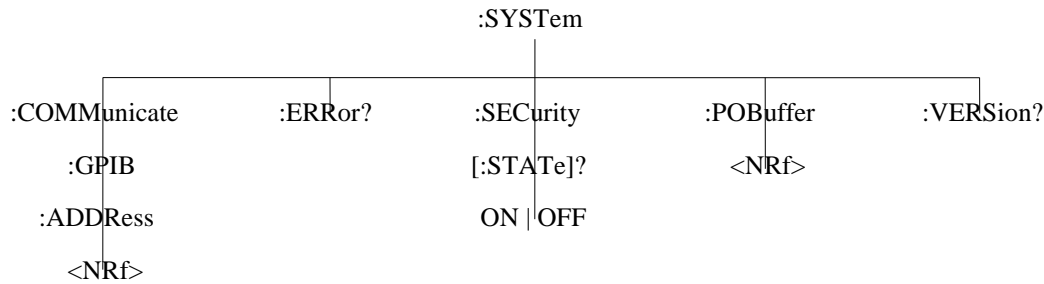 :SYSTem
:COMMunicate :ERRor? :SECurity :POBuffer :VERSion?
:GPIB [:STATe]? <NRf>
:ADDRess ON | OFF
<NRf>